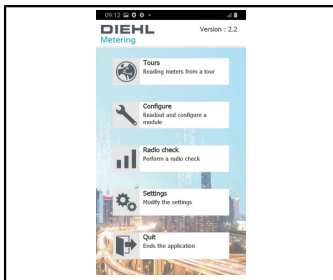 09:12
DIEHL
Version : 2.2
Metering
Tours
Reading meters from a tour
Configure
Readout and configure a
module
Radio check
Perform a radio check
Settings
Modify the settings
Quit
Ends the application